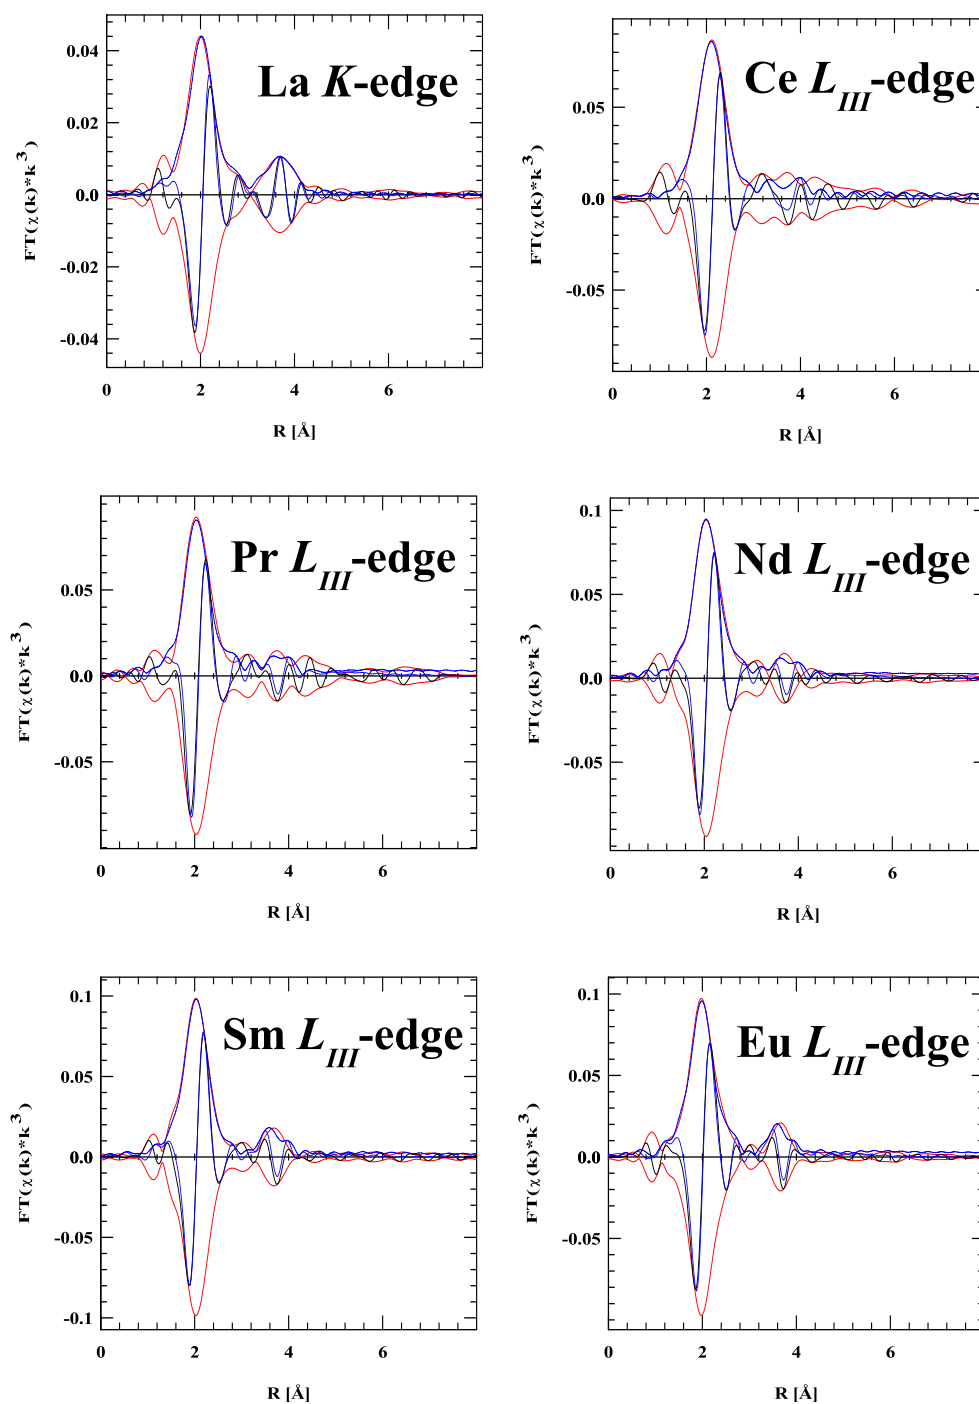 La K-edge
0.04
0.02
0.0
-0.02
-0.04
FT(χ(k)*k³)
0 2 4 6
R [Å]
Ce L_III-edge
0.05
0.0
-0.05
FT(χ(k)*k³)
0 2 4 6
R [Å]
Pr L_III-edge
0.05
0.0
-0.05
FT(χ(k)*k³)
0 2 4 6
R [Å]
Nd L_III-edge
0.1
0.05
0.0
-0.05
FT(χ(k)*k³)
0 2 4 6
R [Å]
Sm L_III-edge
0.1
0.05
0.0
-0.05
-0.1
FT(χ(k)*k³)
0 2 4 6
R [Å]
Eu L_III-edge
0.1
0.05
0.0
-0.05
FT(χ(k)*k³)
0 2 4 6
R [Å]